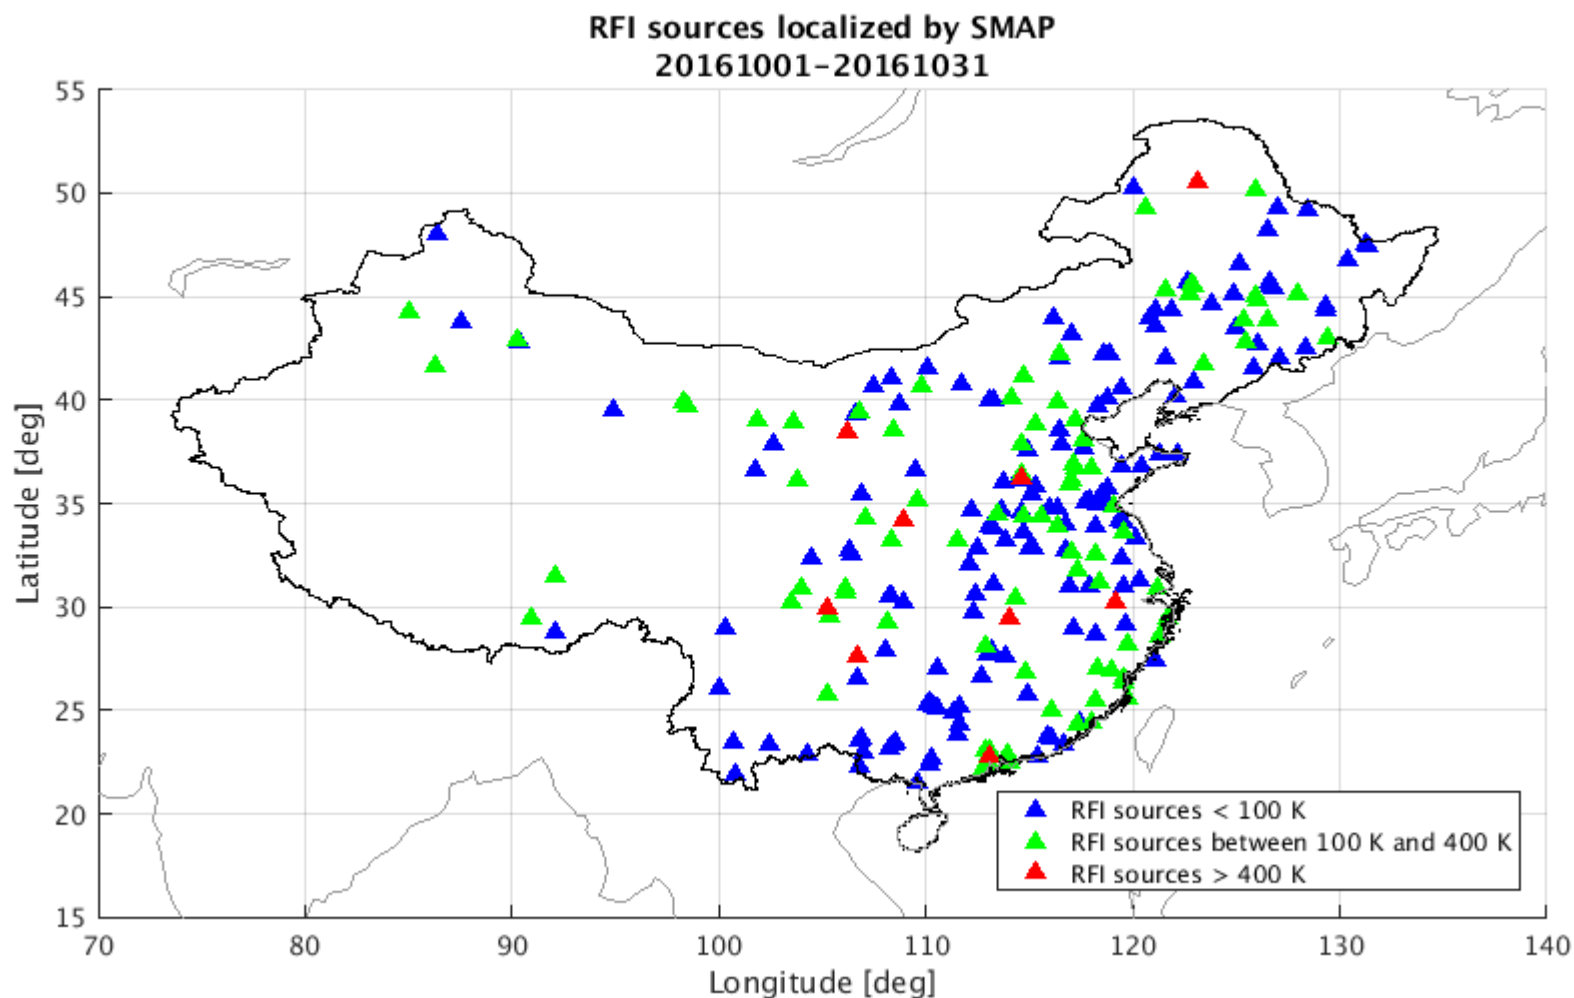 RFI sources localized by SMAP
20161001-20161031
55
50
45
40
35
30
25
20
15
Latitude [deg]
RFI sources < 100 K
RFI sources between 100 K and 400 K
RFI sources > 400 K
70 80 90 100 110 120 130 140
Longitude [deg]